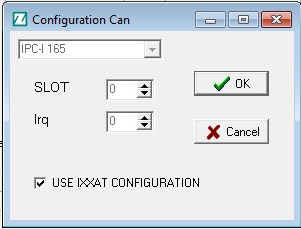 Configuration Can
IPC-I 165
SLOT 0
OK
Irq 0
Cancel
USE IXXAT CONFIGURATION